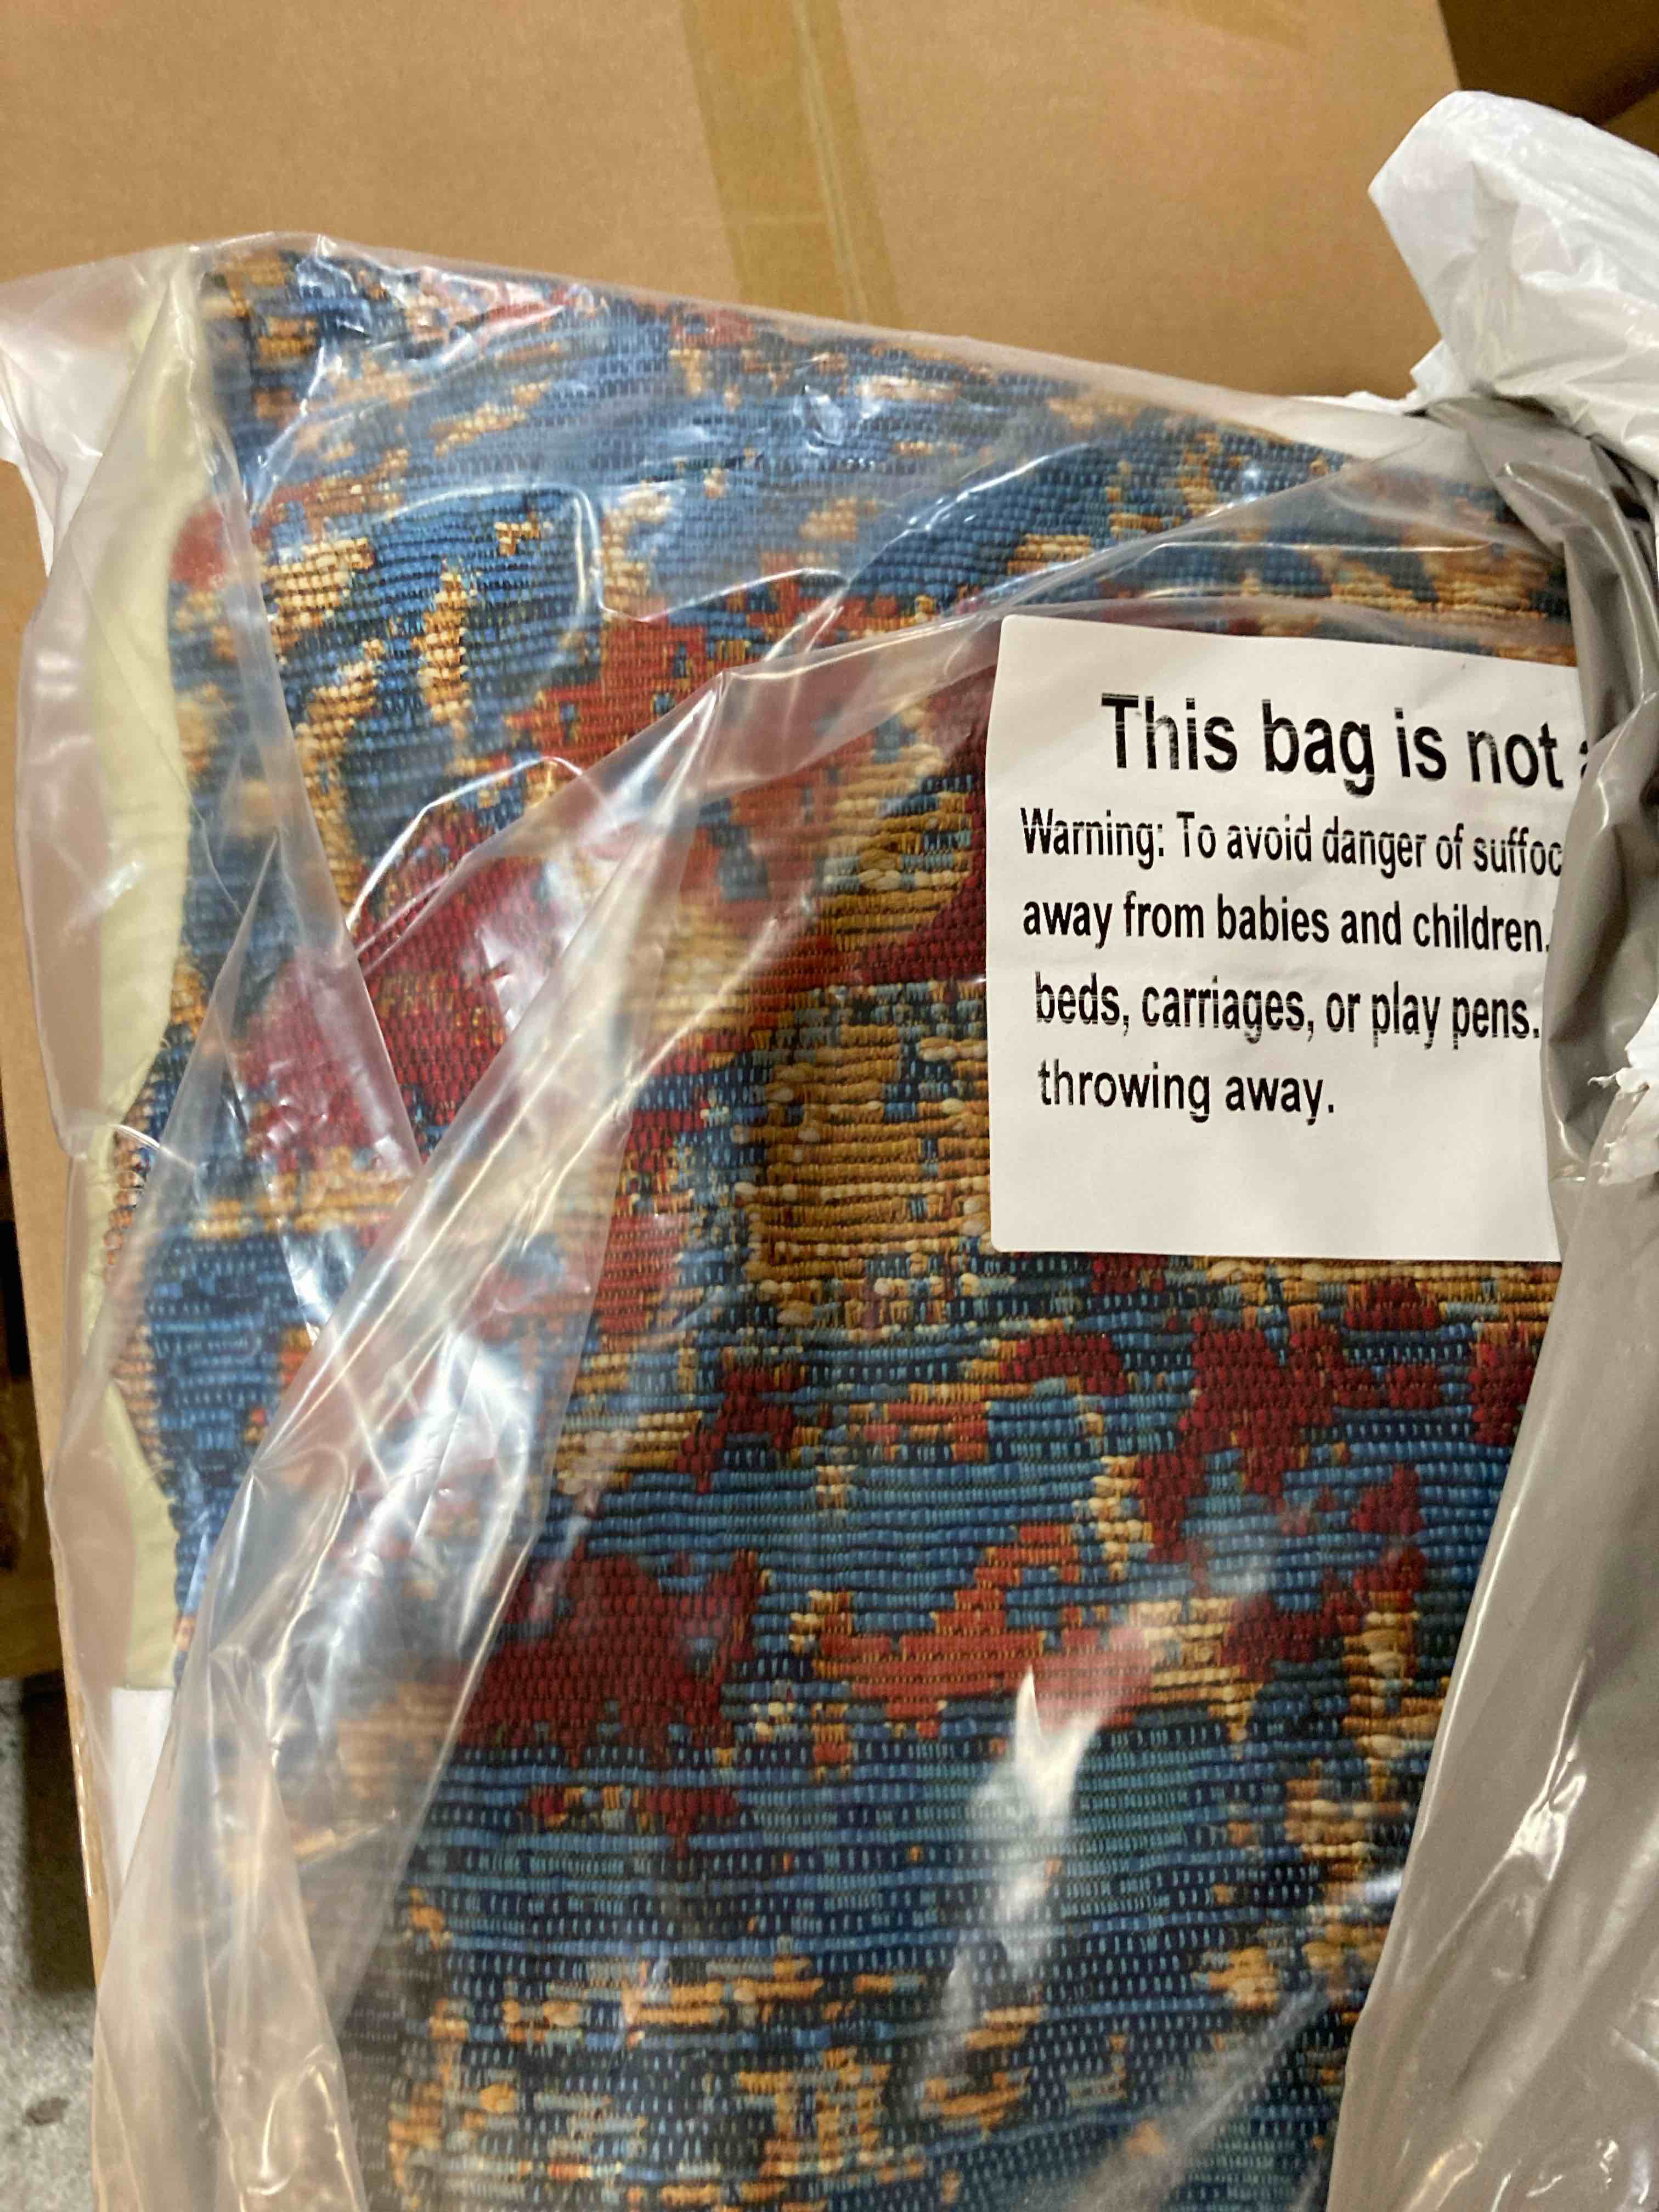 This bag is not
Warning: To avoid danger of suffoc
away from babies and children.
beds, carriages, or play pens.
throwing away.